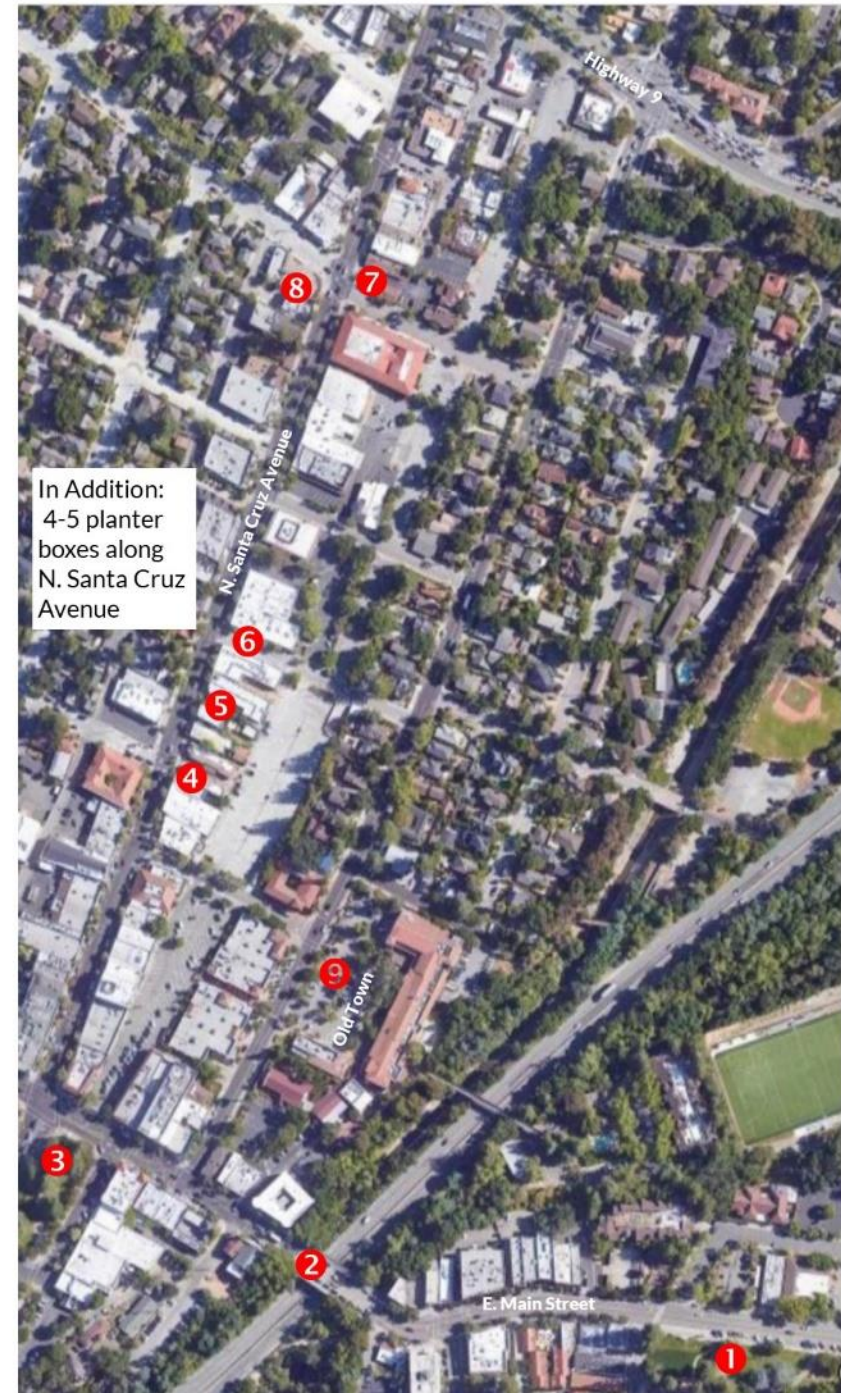 Highway 9
8
7
N. Santa Cruz Avenue
In Addition:
4-5 planter
boxes along
N. Santa Cruz
Avenue
6
5
4
9
Old Town
3
2
E. Main Street
1